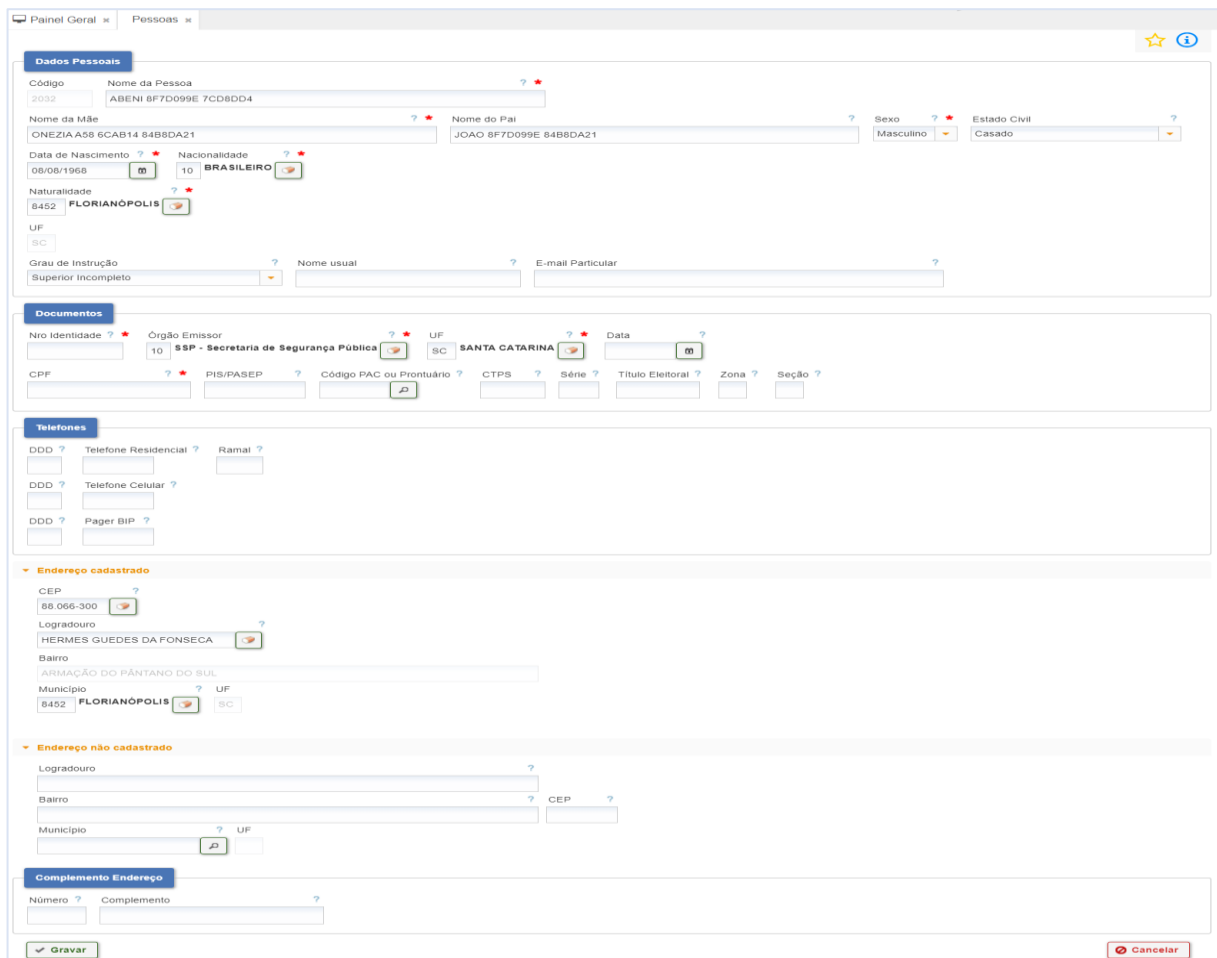 Painel Geral × Pessoas ×
Dados Pessoais
Código Nome da Pessoa ? *
2032 ABENI 8F7D099E 7CD8DD4
Nome da Mãe ? * Nome do Pai ? Sexo ? * Estado Civil ?
ONEZIA A58 6CAB14 84B8DA21 JOAO 8F7D099E 84B8DA21 Masculino Casado
Data de Nascimento ? * Nacionalidade ? *
08/08/1968 10 BRASILEIRO
Naturalidade ? *
8452 FLORIANÓPOLIS
UF
SC
Grau de Instrução ? Nome usual ? E-mail Particular ?
Superior Incompleto
Documentos
Nro Identidade ? * Órgão Emissor ? * UF ? * Data ?
10 SSP - Secretaria de Segurança Pública SC SANTA CATARINA
CPF ? * PIS/PASEP ? Código PAC ou Prontuário ? CTPS ? Série ? Título Eleitoral ? Zona ? Seção ?
Telefones
DDD ? Telefone Residencial ? Ramal ?
DDD ? Telefone Celular ?
DDD ? Pager BIP ?
Endereço cadastrado
CEP ?
88.066-300
Logradouro ?
HERMES GUEDES DA FONSECA
Bairro
ARMAÇÃO DO PÂNTANO DO SUL
Município ? UF
8452 FLORIANÓPOLIS SC
Endereço não cadastrado
Logradouro ?
Bairro ? CEP ?
Município ? UF
Complemento Endereço
Número ? Complemento ?
Gravar Cancelar